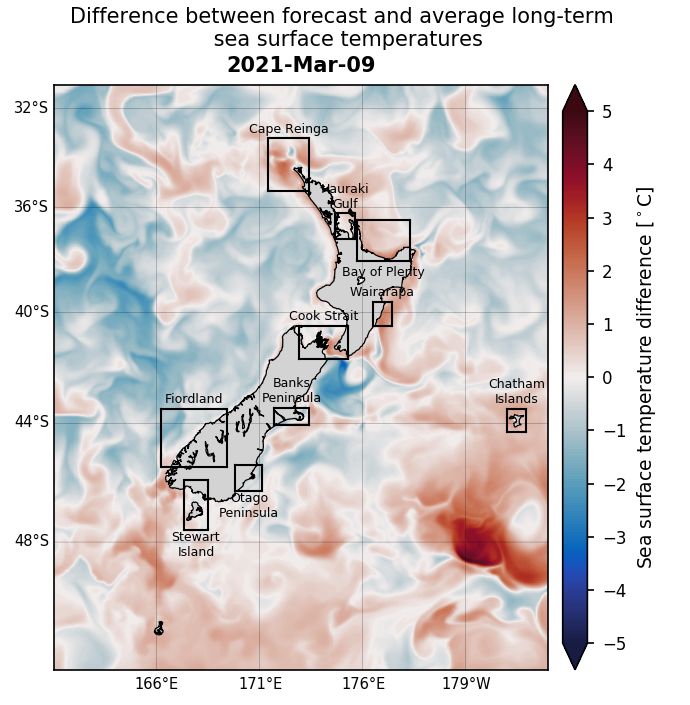 Difference between forecast and average long-term
sea surface temperatures
2021-Mar-09
32°S
36°S
40°S
44°S
48°S
166°E
171°E
176°E
179°W
Cape Reinga
Hauraki
Gulf
Bay of Plenty
Wairarapa
Cook Strait
Banks
Peninsula
Fiordland
Chatham
Islands
Otago
Peninsula
Stewart
Island
5
4
3
2
1
0
−1
−2
−3
−4
−5
Sea surface temperature difference [°C]